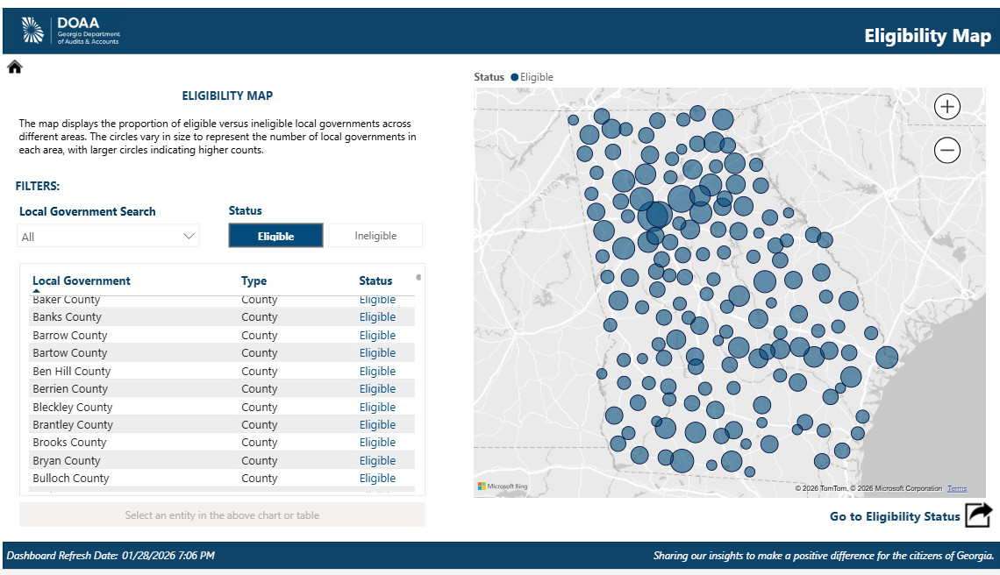 DOAA
Georgia Department
of Audits & Accounts
Eligibility Map
ELIGIBILITY MAP
The map displays the proportion of eligible versus ineligible local governments across
different areas. The circles vary in size to represent the number of local governments in
each area, with larger circles indicating higher counts.
FILTERS:
Local Government Search
All
Status
Eligible
Ineligible
Local Government Type Status
Baker County County Eligible
Banks County County Eligible
Barrow County County Eligible
Bartow County County Eligible
Ben Hill County County Eligible
Berrien County County Eligible
Bleckley County County Eligible
Brantley County County Eligible
Brooks County County Eligible
Bryan County County Eligible
Bulloch County County Eligible
Select an entity in the above chart or table
Status Eligible
Microsoft Bing
© 2026 TomTom, © 2026 Microsoft Corporation Terms
Go to Eligibility Status
Dashboard Refresh Date: 01/28/2026 7:06 PM
Sharing our insights to make a positive difference for the citizens of Georgia.